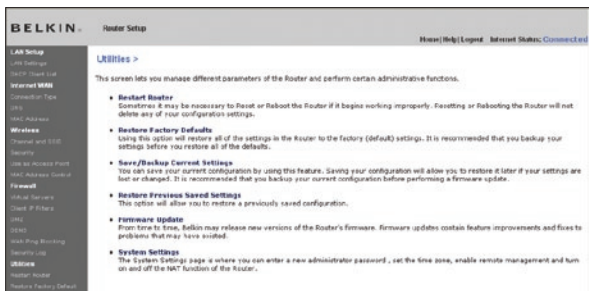 BELKIN. Router Setup
Home|Help|Logout Internet Status: Connected
LAN Setup
LAN Settings
DHCP Client List
Internet WAN
Connection Type
DNS
MAC Address
Wireless
Channel and SSID
Security
Use as Access Point
MAC Address Control
Firewall
Virtual Servers
Client IP Filters
DMZ
DDNS
WAN Ping Blocking
Security Log
Utilities
Restart Router
Restore Factory Default
Utilities >
This screen lets you manage different parameters of the Router and perform certain administrative functions.
Restart Router
Sometimes it may be necessary to Reset or Reboot the Router if it begins working improperly. Resetting or Rebooting the Router will not
delete any of your configuration settings.
Restore Factory Defaults
Using this option will restore all of the settings in the Router to the factory (default) settings. It is recommended that you backup your
settings before you restore all of the defaults.
Save/Backup Current Settings
You can save your current configuration by using this feature. Saving your configuration will allow you to restore it later if your settings are
lost or changed. It is recommended that you backup your current configuration before performing a firmware update.
Restore Previous Saved Settings
This option will allow you to restore a previously saved configuration.
Firmware Update
From time to time, Belkin may release new versions of the Router's firmware. Firmware updates contain feature improvements and fixes to
problems that may have existed.
System Settings
The System Settings page is where you can enter a new administrator password , set the time zone, enable remote management and turn
on and off the NAT function of the Router.